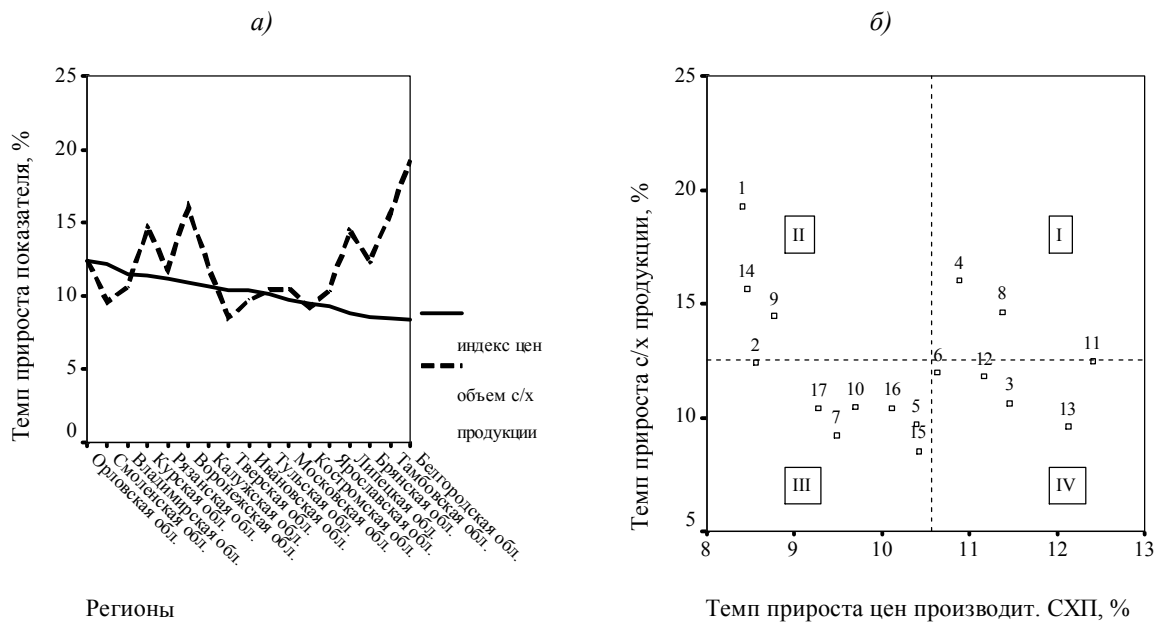 а)
Темп прироста показателя, %
25
20
15
10
5
0
индекс цен
объем с/х
продукции
Орловская обл.
Смоленская обл.
Владимирская обл.
Курская обл.
Рязанская обл.
Воронежская обл.
Калужская обл.
Тверская обл.
Ивановская обл.
Тульская обл.
Московская обл.
Костромская обл.
Ярославская обл.
Липецкая обл.
Брянская обл.
Тамбовская обл.
Белгородская обл.
Регионы
б)
Темп прироста с/х продукции, %
25
20
15
10
5
1
II
I
4
14
9
8
2
6
12
11
17
10
16
3
7
5
13
15
III
IV
8
9
10
11
12
13
Темп прироста цен производит. СХП, %